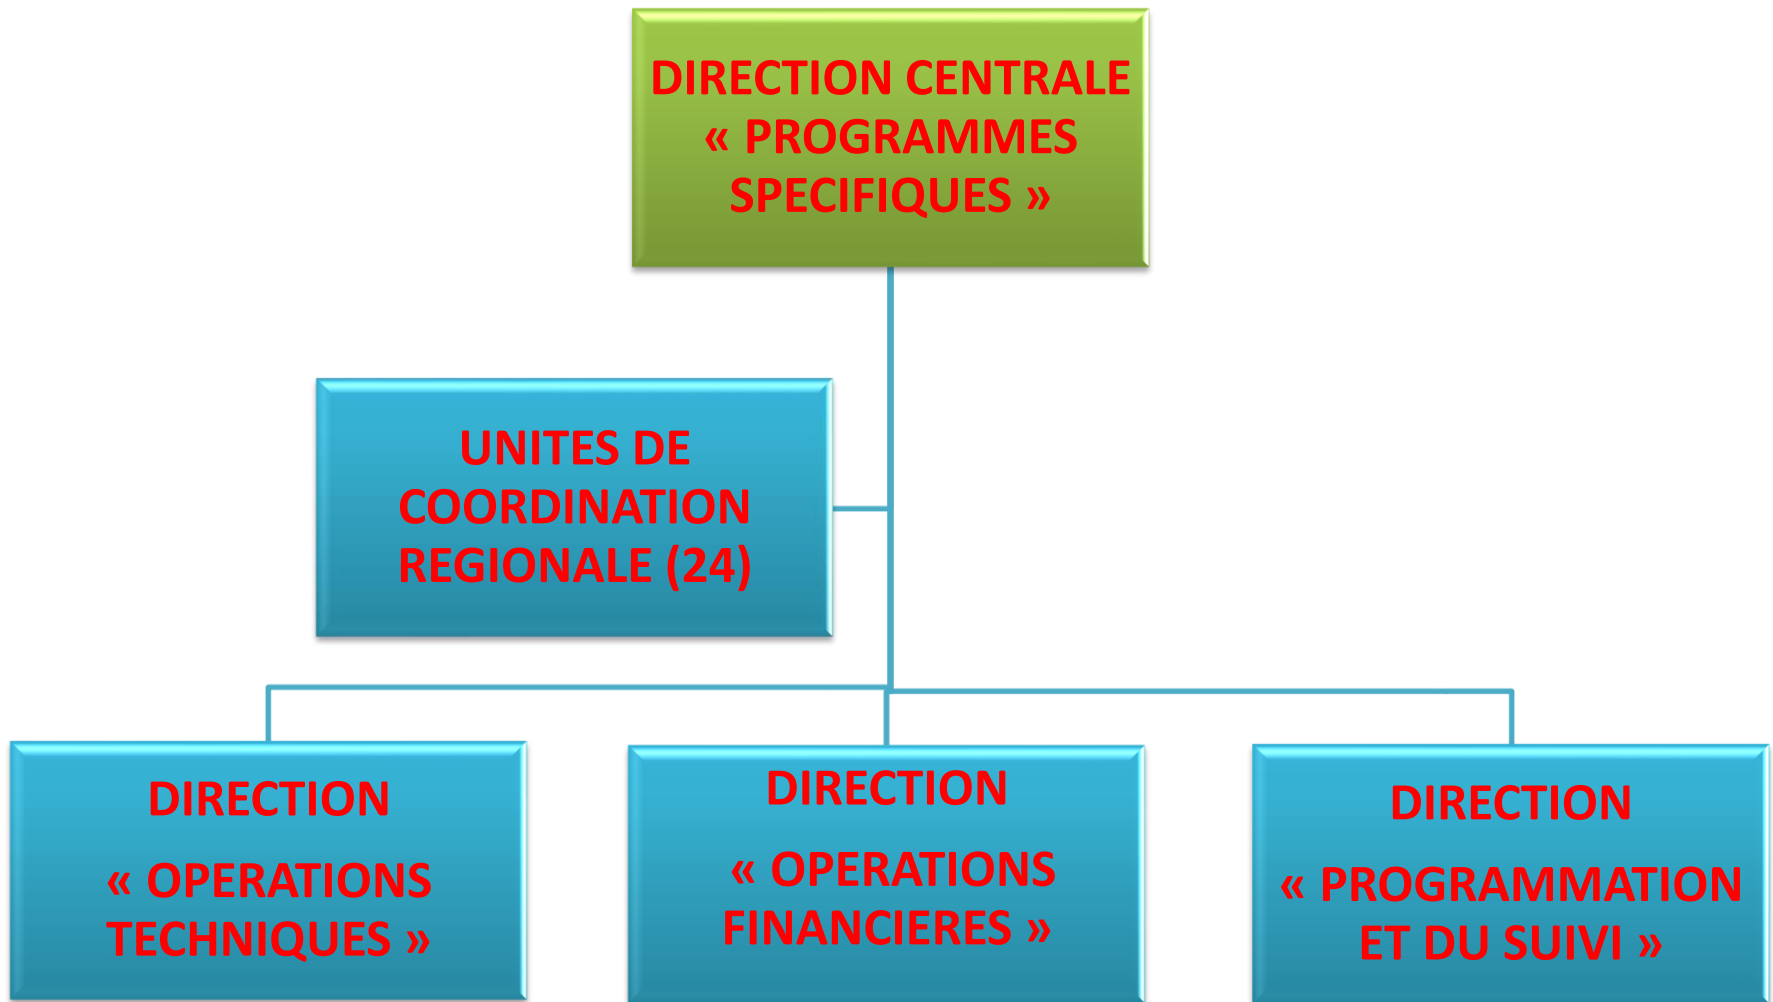 DIRECTION CENTRALE
« PROGRAMMES
SPECIFIQUES »
UNITES DE
COORDINATION
REGIONALE (24)
DIRECTION
« OPERATIONS
TECHNIQUES »
DIRECTION
« OPERATIONS
FINANCIERES »
DIRECTION
« PROGRAMMATION
ET DU SUIVI »